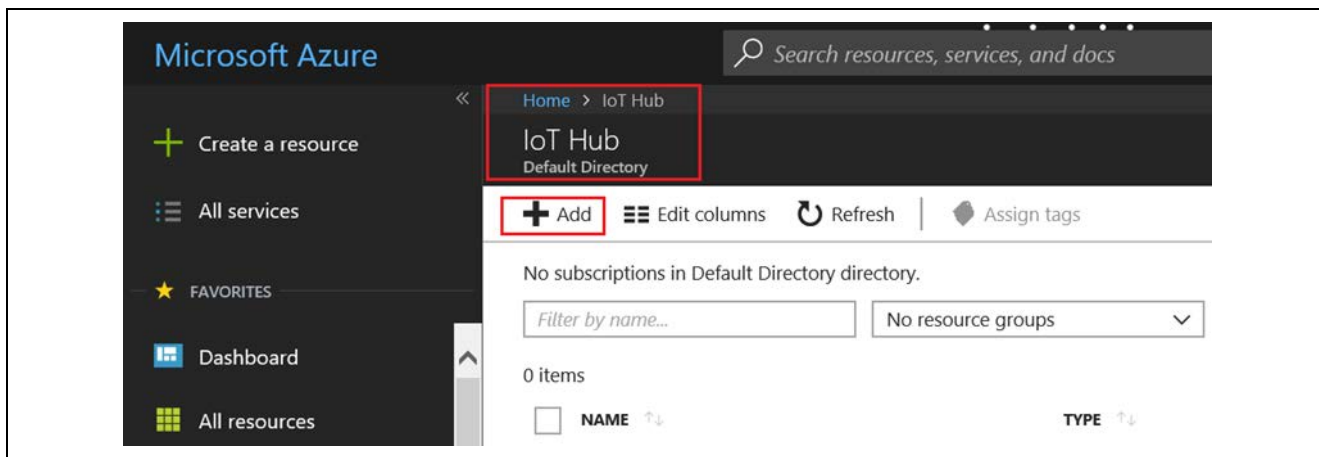 Microsoft Azure
Search resources, services, and docs
«
Home > IoT Hub
IoT Hub
Default Directory
Create a resource
All services
FAVORITES
Dashboard
All resources
Add Edit columns Refresh Assign tags
No subscriptions in Default Directory directory.
Filter by name... No resource groups
0 items
NAME TYPE